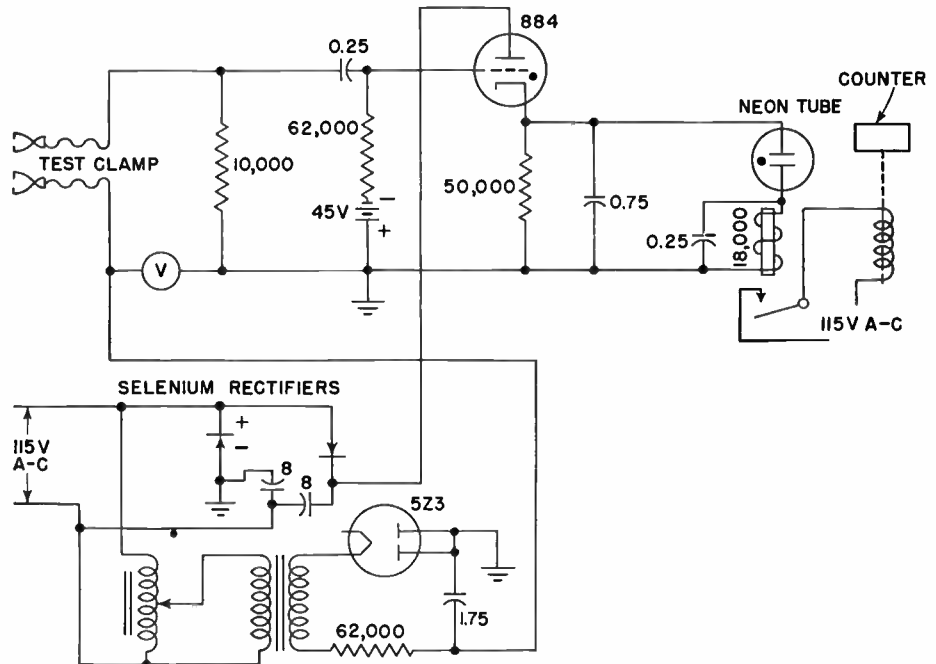 884
0.25
COUNTER
NEON TUBE
62,000
TEST CLAMP
10,000
−
45V
+
50,000
0.75
0.25
18,000
V
115V A-C
SELENIUM RECTIFIERS
+
−
115V
A-C
8
8
5Z3
1.75
62,000